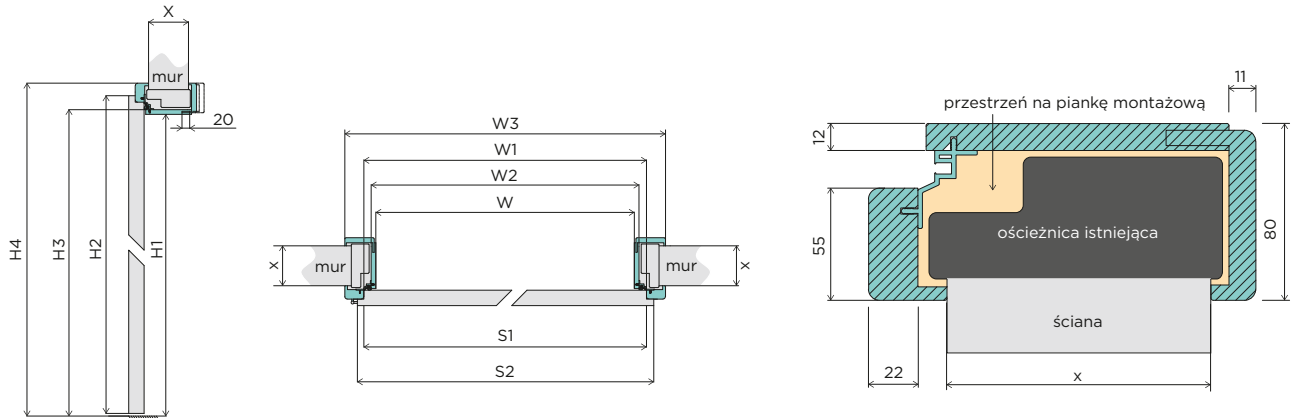 X
mur
20
H4
H3
H2
H1
W3
W1
W2
W
x
mur
mur
x
S1
S2
11
przestrzeń na piankę montażową
12
55
ościeżnica istniejąca
80
ściana
22
x